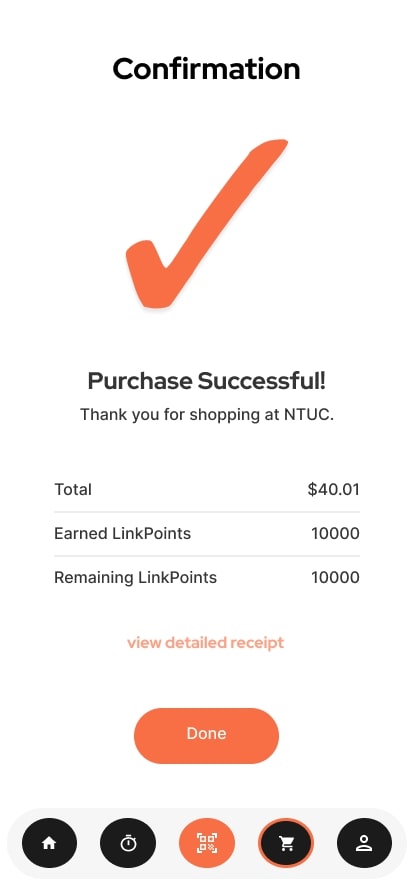 Confirmation
Purchase Successful!
Thank you for shopping at NTUC.
Total $40.01
Earned LinkPoints 10000
Remaining LinkPoints 10000
view detailed receipt
Done